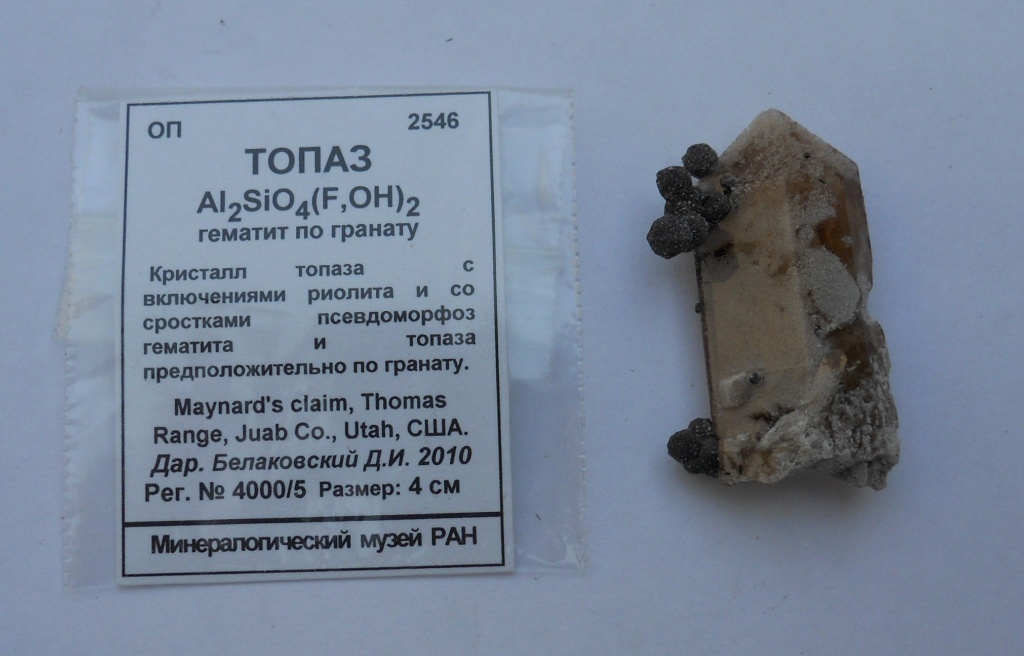 ОП 2546
ТОПАЗ
Al₂SiO₄(F,OH)₂
гематит по гранату
Кристалл топаза с
включениями риолита и со
сростками псевдоморфоз
гематита и топаза
предположительно по гранату.
Maynard's claim, Thomas
Range, Juab Co., Utah, США.
Дар. Белаковский Д.И. 2010
Рег. № 4000/5 Размер: 4 см
Минералогический музей РАН